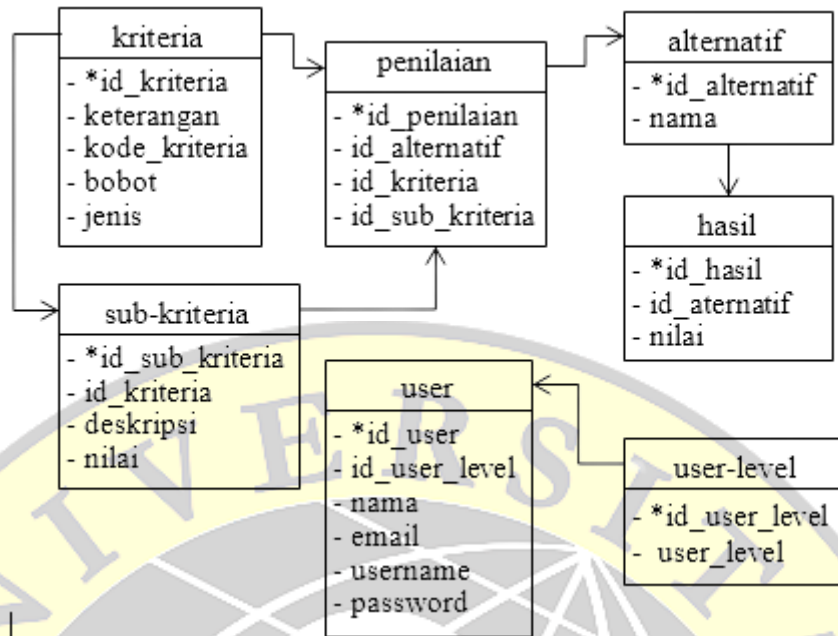 kriteria
- *id_kriteria
- keterangan
- kode_kriteria
- bobot
- jenis
penilaian
- *id_penilaian
- id_alternatif
- id_kriteria
- id_sub_kriteria
alternatif
- *id_alternatif
- nama
hasil
- *id_hasil
- id_aternatif
- nilai
sub-kriteria
- *id_sub_kriteria
- id_kriteria
- deskripsi
- nilai
user
- *id_user
- id_user_level
- nama
- email
- username
- password
user-level
- *id_user_level
- user_level
NIVERSIT